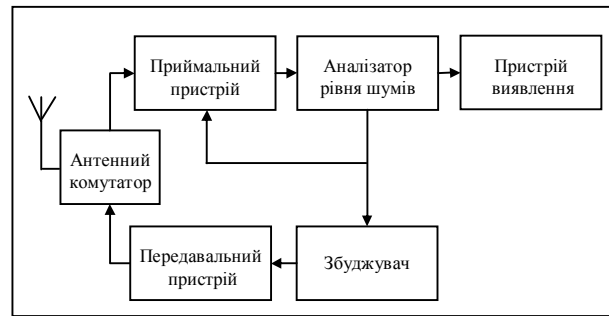 Приймальний
пристрій
Аналізатор
рівня шумів
Пристрій
виявлення
Антенний
комутатор
Передавальний
пристрій
Збуджувач